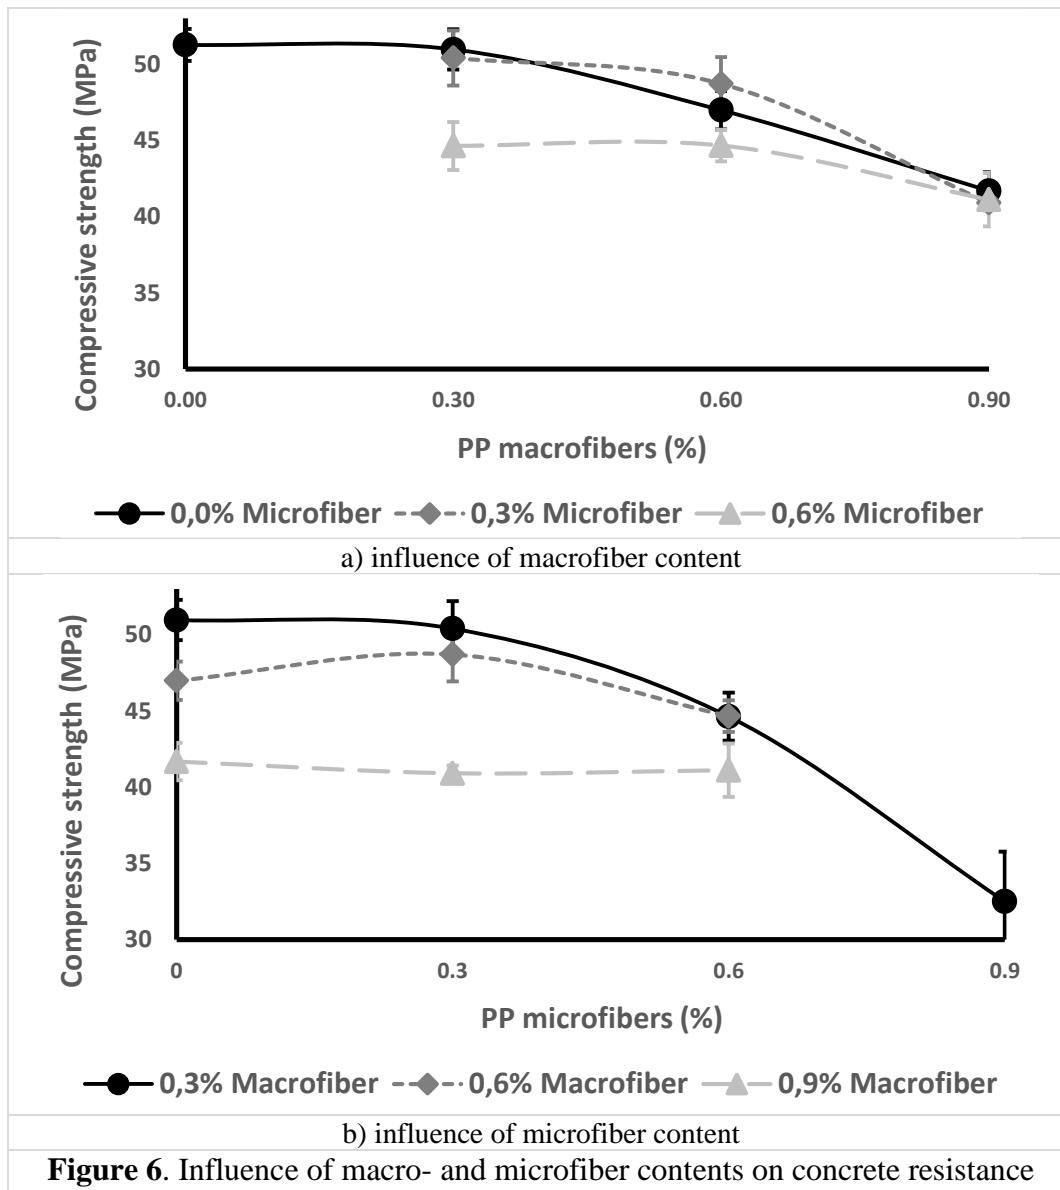 Compressive strength (MPa)
50
45
40
35
30
0.00 0.30 0.60 0.90
PP macrofibers (%)
0,0% Microfiber 0,3% Microfiber 0,6% Microfiber
a) influence of macrofiber content
Compressive strength (MPa)
50
45
40
35
30
0 0.3 0.6 0.9
PP microfibers (%)
0,3% Macrofiber 0,6% Macrofiber 0,9% Macrofiber
b) influence of microfiber content
Figure 6. Influence of macro- and microfiber contents on concrete resistance